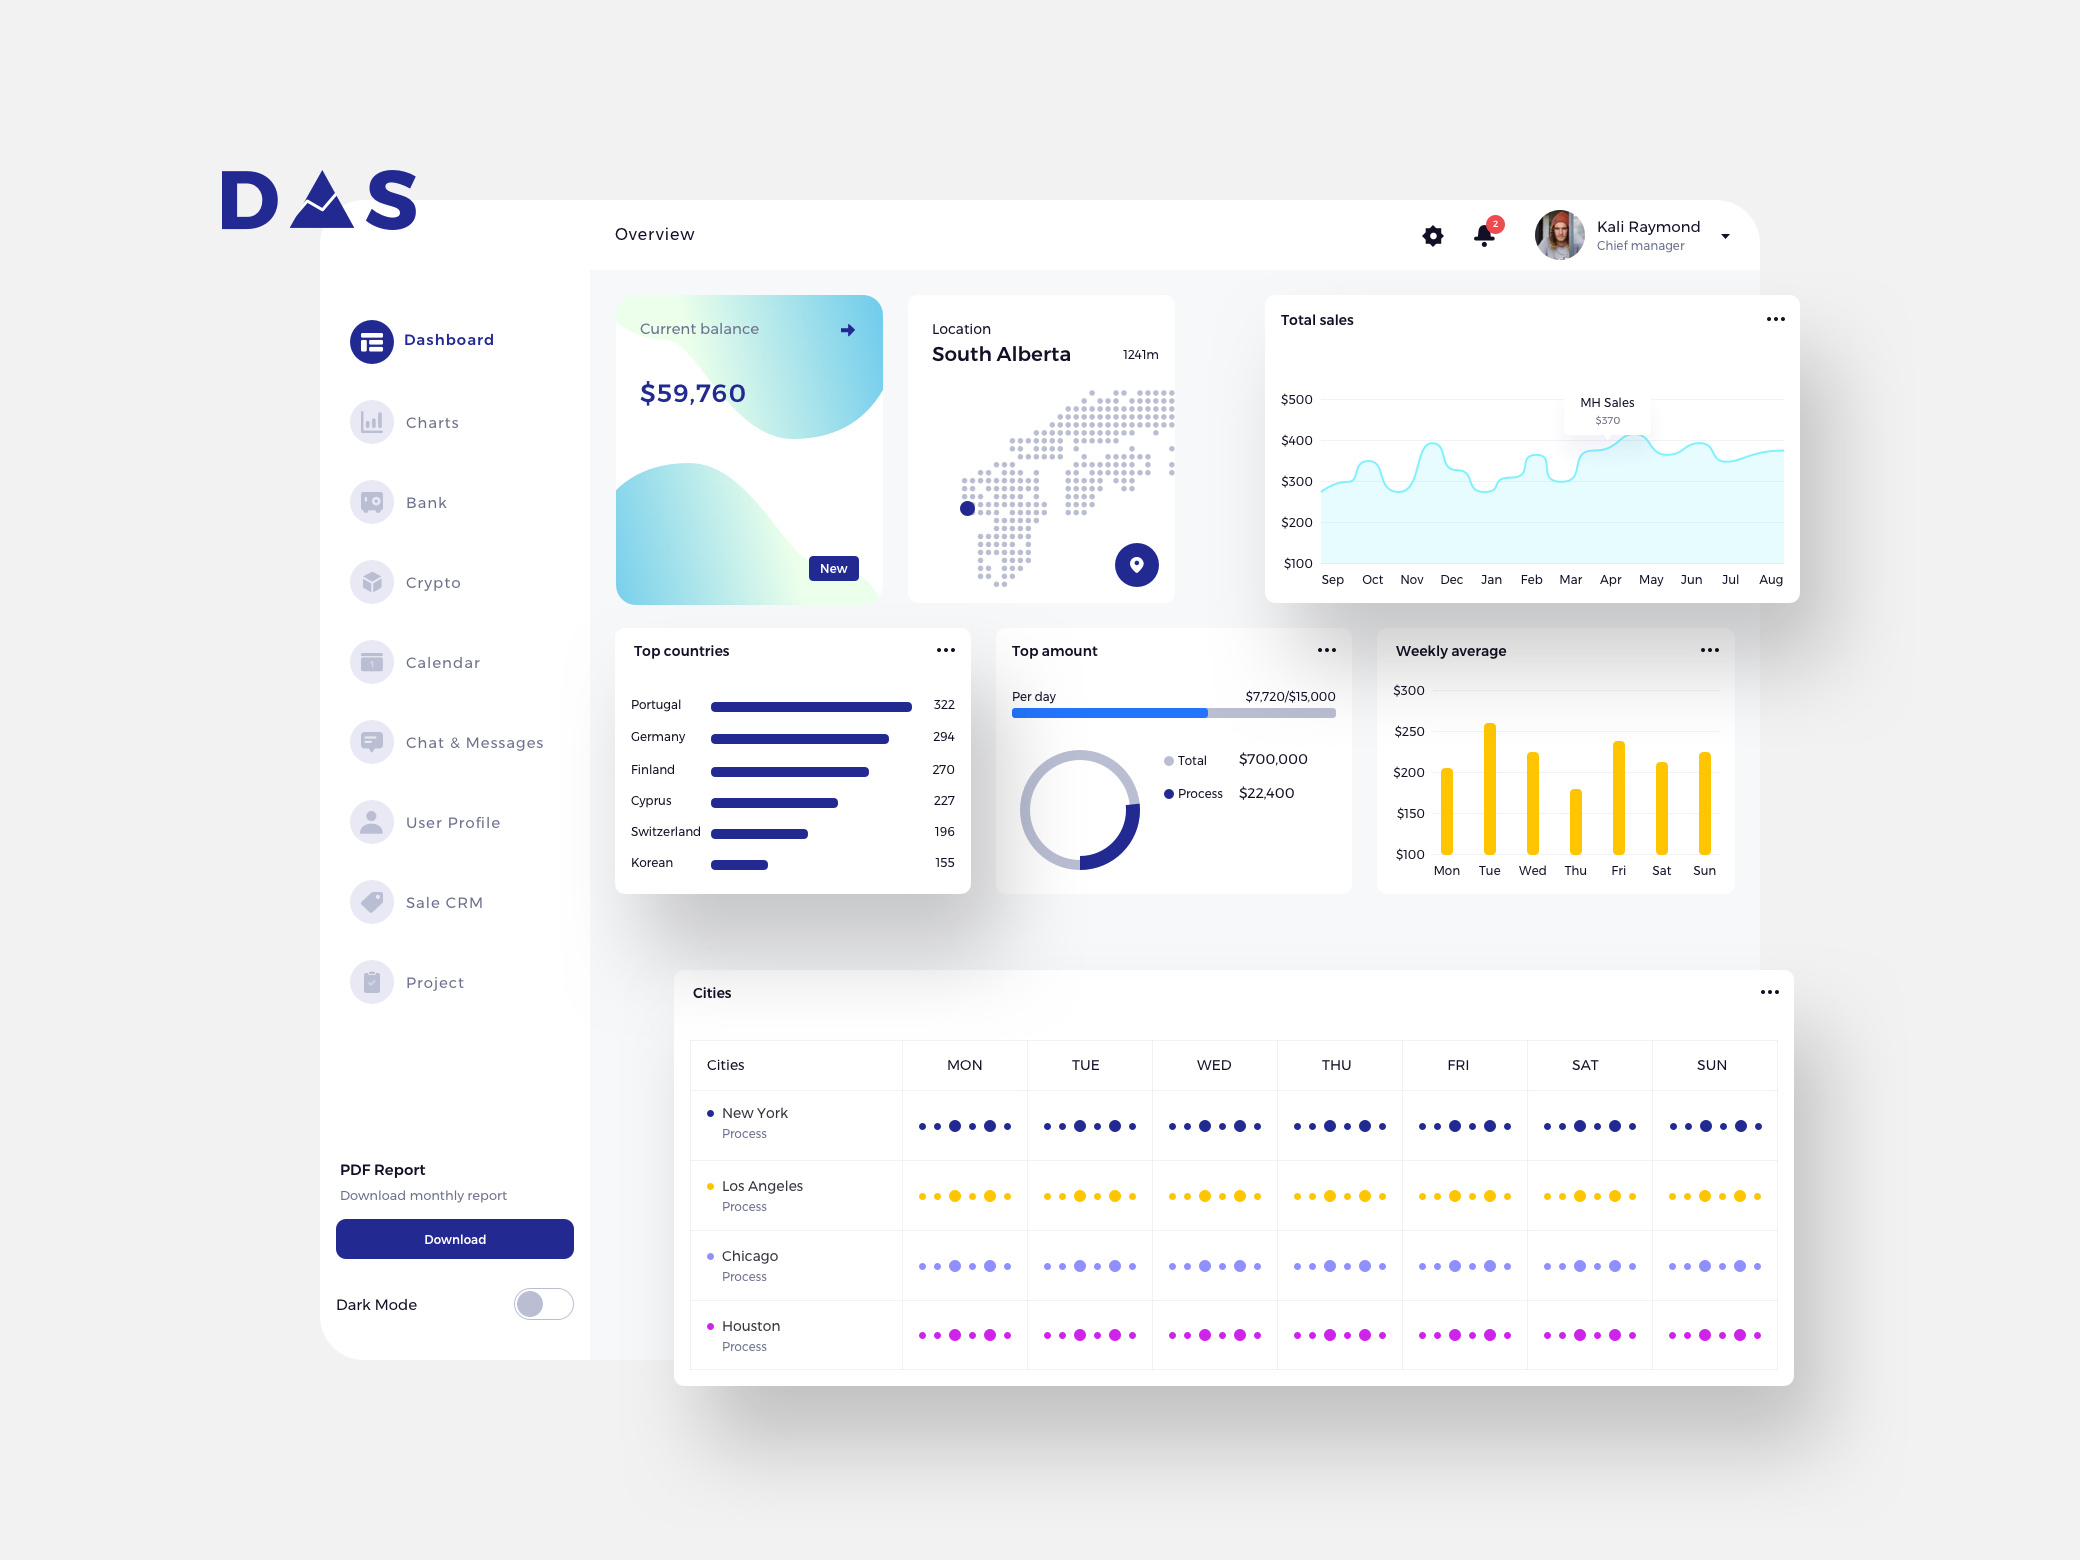 DAS
Overview
2
Kali Raymond
Chief manager
Dashboard
Charts
Bank
Crypto
1
Calendar
Chat & Messages
User Profile
Sale CRM
Project
PDF Report
Download monthly report
Download
Dark Mode
Current balance
$59,760
New
Location
South Alberta
1241m
Total sales
MH Sales
$370
$500
$400
$300
$200
$100
Sep Oct Nov Dec Jan Feb Mar Apr May Jun Jul Aug
Top countries
Portugal 322
Germany 294
Finland 270
Cyprus 227
Switzerland 196
Korean 155
Top amount
Per day $7,720/$15,000
Total $700,000
Process $22,400
Weekly average
$300
$250
$200
$150
$100
Mon Tue Wed Thu Fri Sat Sun
Cities
Cities MON TUE WED THU FRI SAT SUN
New York
Process
Los Angeles
Process
Chicago
Process
Houston
Process